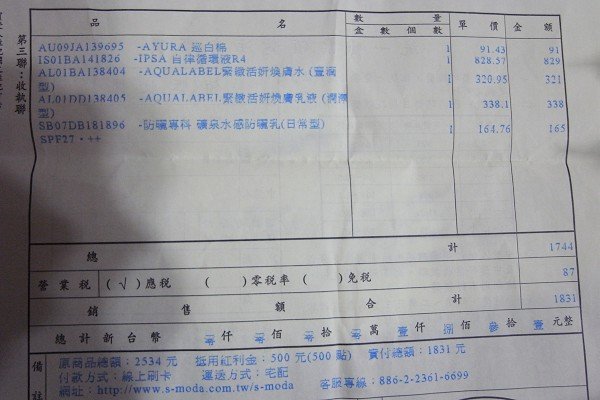 品 名 數 量 單 價 金 額
盒 數 個 數
AU09JA139695 -AYURA 巡白棉 1 91.43 91
IS01BA141826 -IPSA 自律循環液R4 1 828.57 829
AL01BA138404 -AQUALABEL緊緻活妍煥膚水(豐潤 1 320.95 321
型)
AL01DD138405 -AQUALABEL緊緻活妍煥膚乳液(潤澤 1 338.1 338
型)
SB07DB181896 -防曬專科 礦泉水感防曬乳(日常型) 1 164.76 165
SPF27・++
第三聯:收執聯
總 計 1744
營 業 稅 (√)應稅 ( )零稅率 ( )免稅 87
銷 售 額 合 計 1831
總 計 新 台 幣 零 仟 零 佰 零 拾 零 萬 壹 仟 捌 佰 參 拾 壹 元整
備 註
原商品總額:2534 元 抵用紅利金:500 元(500 點) 實付總額:1831 元
付款方式:線上刷卡 運送方式:宅配
網址:http://www.s-moda.com.tw/s-moda 客服專線:886-2-2361-6699